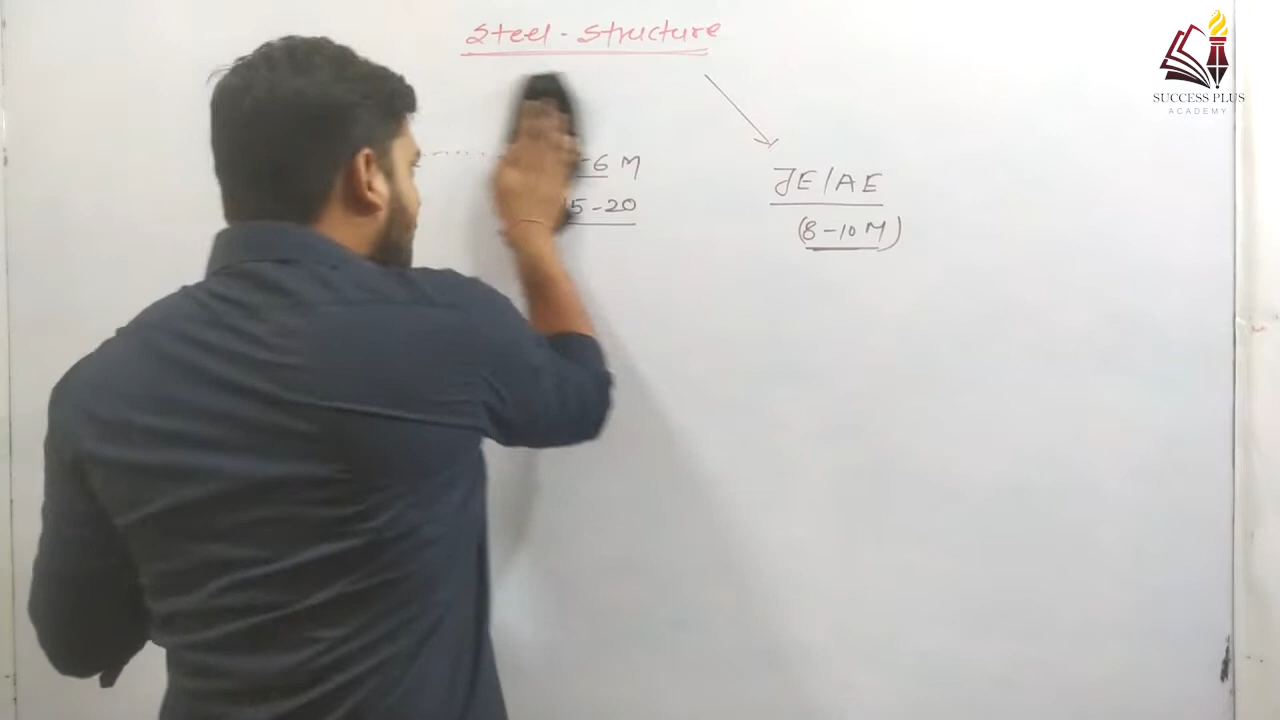 Steel - Structure
-6 M
5-20
JE/AE
(8-10 M)
SUCCESS PLUS
ACADEMY